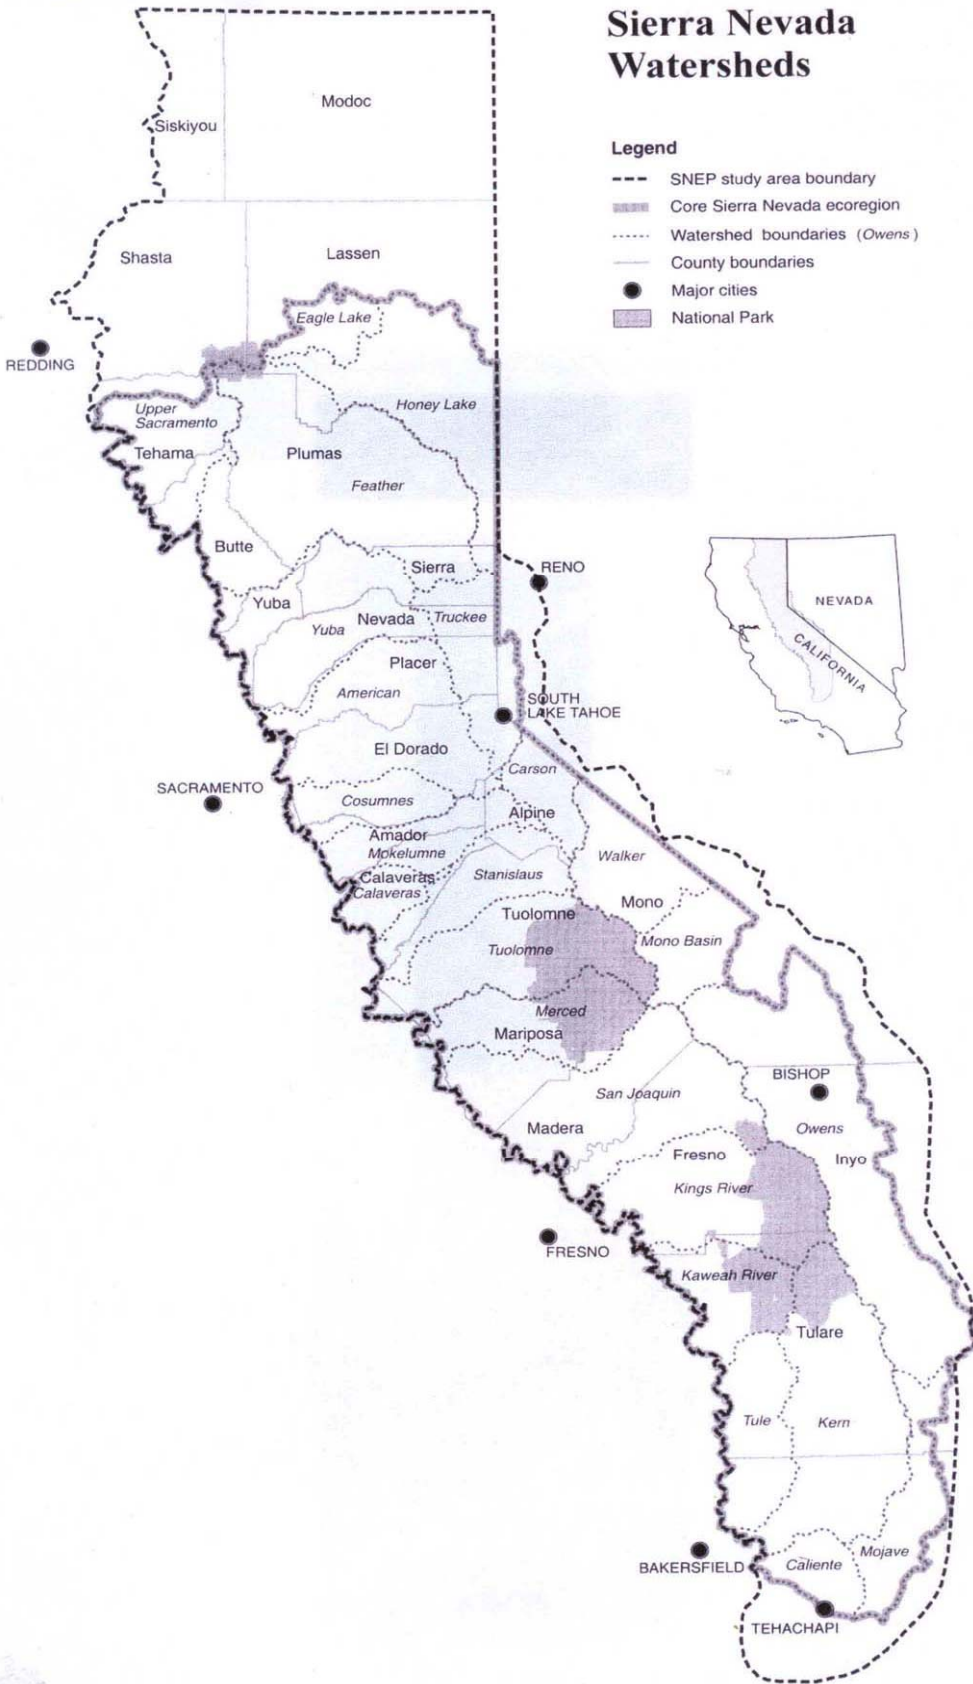 Sierra Nevada
Watersheds
Legend
SNEP study area boundary
Core Sierra Nevada ecoregion
Watershed boundaries (Owens)
County boundaries
Major cities
National Park
Modoc
Siskiyou
Shasta
Lassen
Eagle Lake
REDDING
Upper
Sacramento
Honey Lake
Tehama
Plumas
Feather
Butte
Sierra
RENO
Yuba
Yuba
Nevada
Truckee
Placer
American
SOUTH
LAKE TAHOE
El Dorado
Carson
SACRAMENTO
Cosumnes
Alpine
Amador
Mokelumne
Walker
Calaveras
Calaveras
Stanislaus
Mono
Tuolomne
Tuolomne
Mono Basin
Merced
Mariposa
BISHOP
San Joaquin
Owens
Madera
Fresno
Inyo
Kings River
FRESNO
Kaweah River
Tulare
Tule
Kern
BAKERSFIELD
Caliente
Mojave
TEHACHAPI
NEVADA
CALIFORNIA